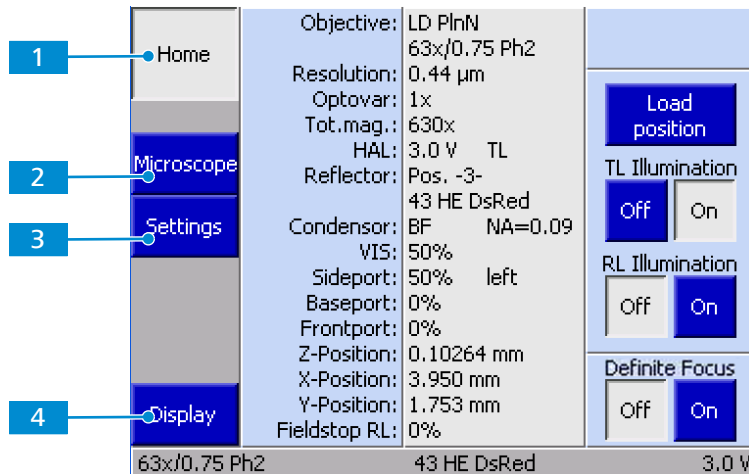 1
Home
2
Microscope
3
Settings
4
Display
Objective: LD PlnN
63x/0.75 Ph2
Resolution: 0.44 µm
Optovar: 1x
Tot.mag.: 630x
HAL: 3.0 V TL
Reflector: Pos. -3-
43 HE DsRed
Condensor: BF NA=0.09
VIS: 50%
Sideport: 50% left
Baseport: 0%
Frontport: 0%
Z-Position: 0.10264 mm
X-Position: 3.950 mm
Y-Position: 1.753 mm
Fieldstop RL: 0%
Load
position
TL Illumination
Off On
RL Illumination
Off On
Definite Focus
Off On
63x/0.75 Ph2 43 HE DsRed 3.0 V